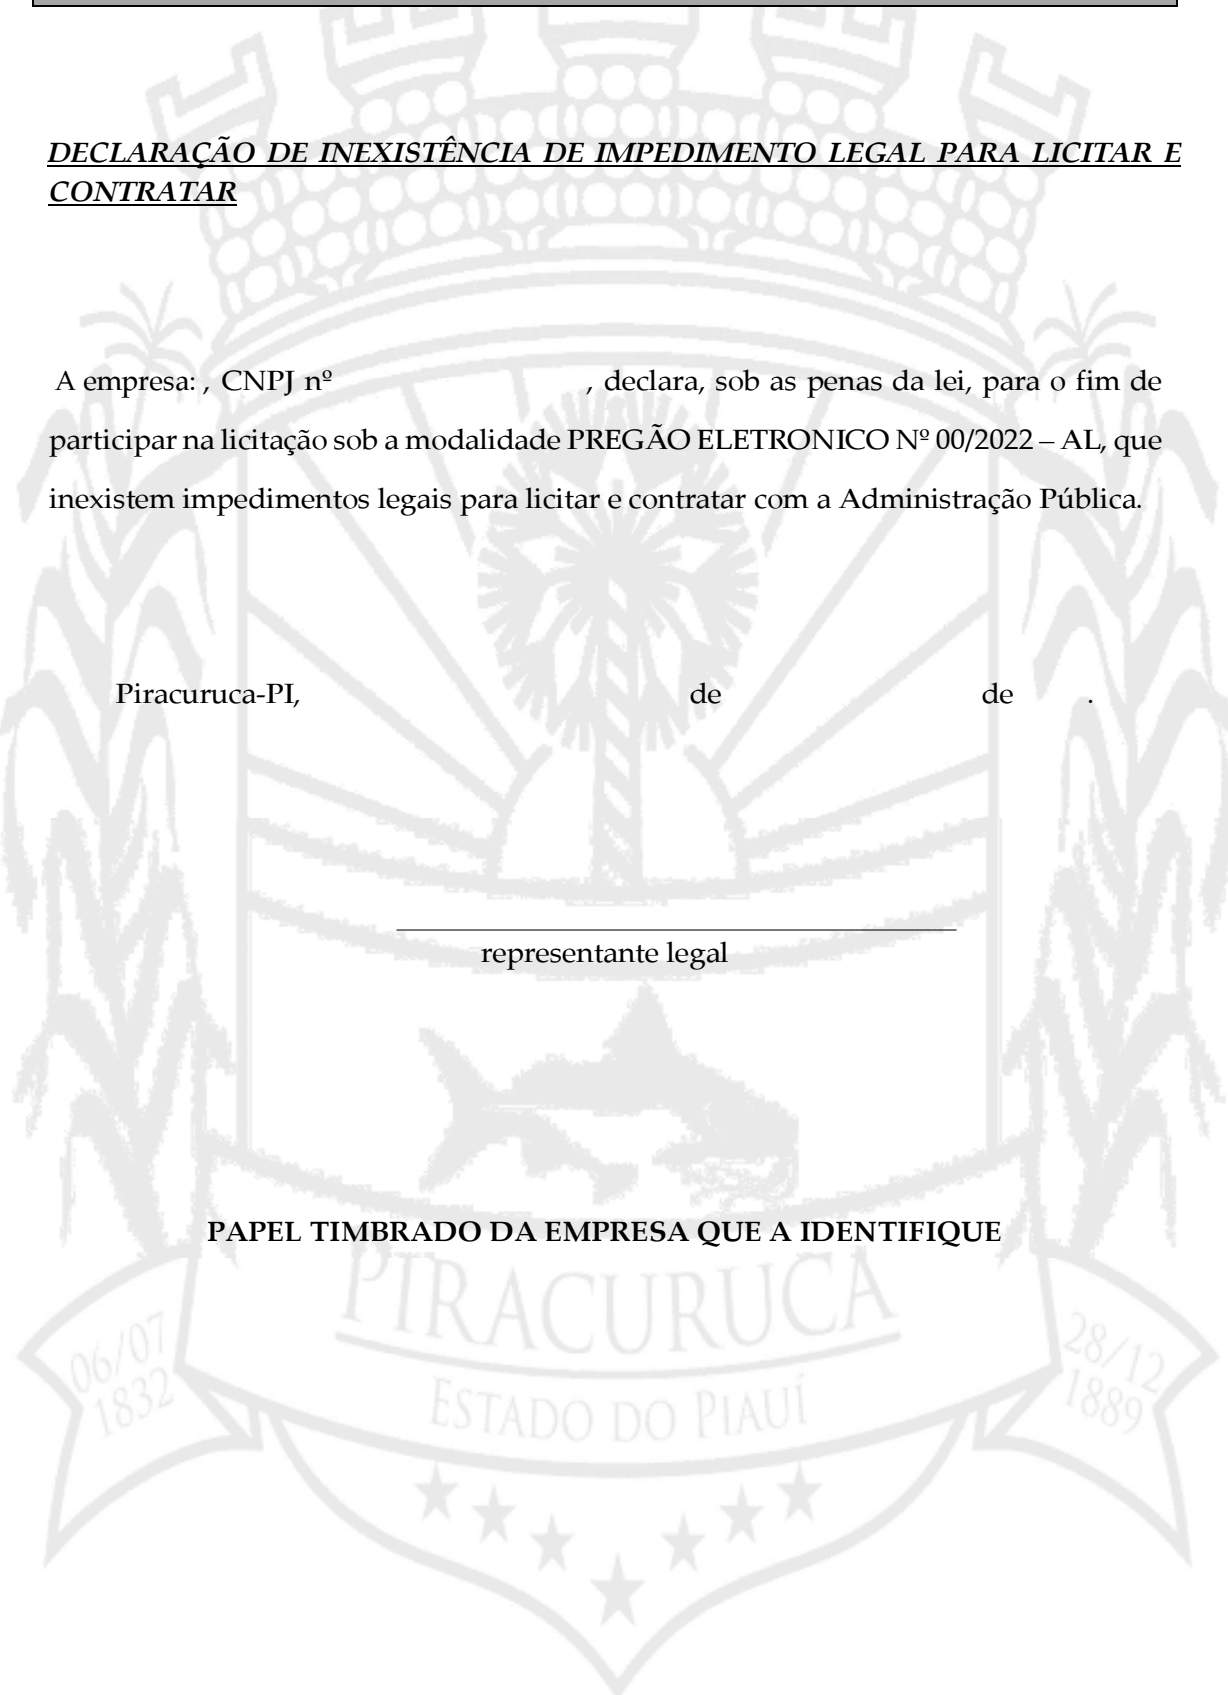 DECLARAÇÃO DE INEXISTÊNCIA DE IMPEDIMENTO LEGAL PARA LICITAR E
CONTRATAR
A empresa: , CNPJ nº , declara, sob as penas da lei, para o fim de
participar na licitação sob a modalidade PREGÃO ELETRONICO Nº 00/2022 – AL, que
inexistem impedimentos legais para licitar e contratar com a Administração Pública.
Piracuruca-PI, de de .
representante legal
PAPEL TIMBRADO DA EMPRESA QUE A IDENTIFIQUE
PIRACURUCA
06/07
1832
28/12
1889
ESTADO DO PIAUÍ